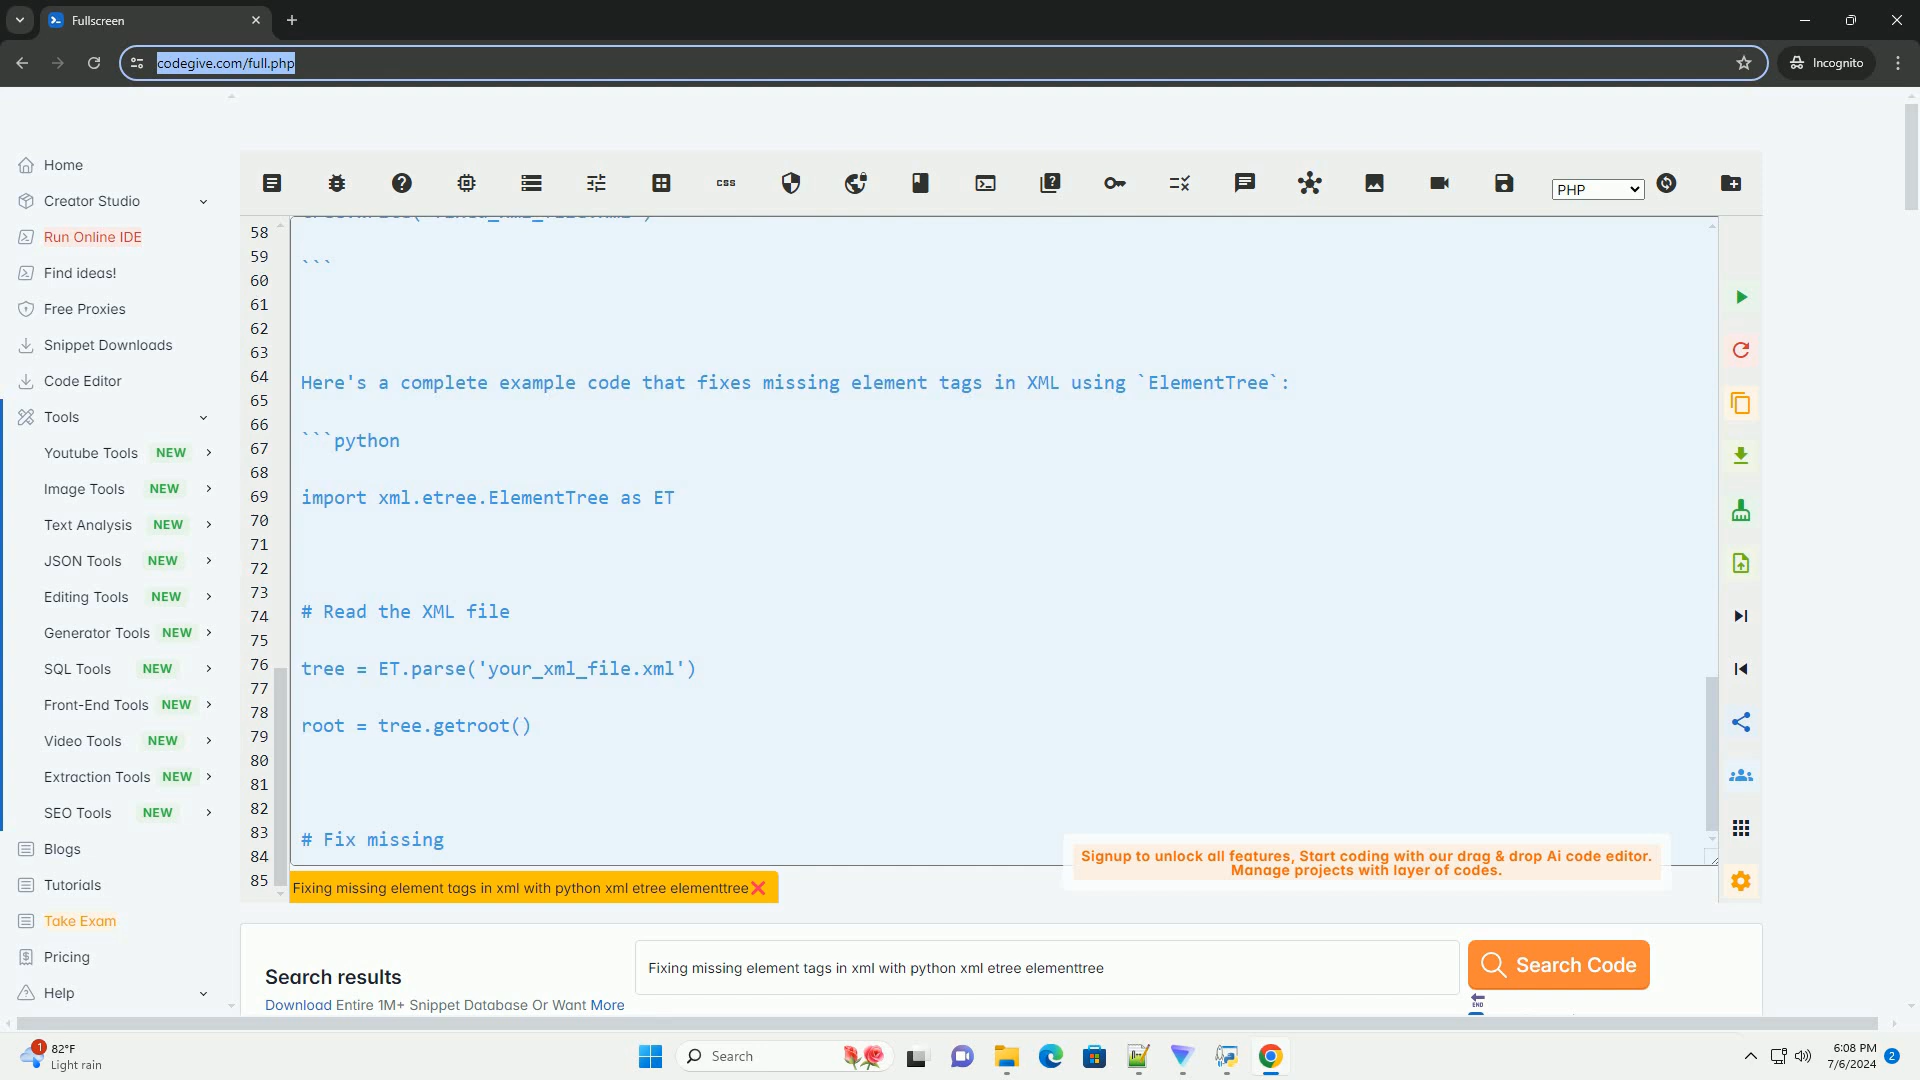 Fullscreen
codegive.com/full.php
Incognito
Home
Creator Studio
Run Online IDE
Find ideas!
Free Proxies
Snippet Downloads
Code Editor
Tools
Youtube Tools NEW
Image Tools NEW
Text Analysis NEW
JSON Tools NEW
Editing Tools NEW
Generator Tools NEW
SQL Tools NEW
Front-End Tools NEW
Video Tools NEW
Extraction Tools NEW
SEO Tools NEW
Blogs
Tutorials
Take Exam
Pricing
Help
css
PHP
58
59
60
61
62
63
64
65
66
67
68
69
70
71
72
73
74
75
76
77
78
79
80
81
82
83
84
85
```
Here's a complete example code that fixes missing element tags in XML using `ElementTree`:
```python
import xml.etree.ElementTree as ET
# Read the XML file
tree = ET.parse('your_xml_file.xml')
root = tree.getroot()
# Fix missing
Signup to unlock all features, Start coding with our drag & drop Ai code editor.
Manage projects with layer of codes.
Fixing missing element tags in xml with python xml etree elementtree❌
Search results
Download Entire 1M+ Snippet Database Or Want More
Fixing missing element tags in xml with python xml etree elementtree
Search Code
END
1
82°F
Light rain
Search
6:08 PM
7/6/2024
2